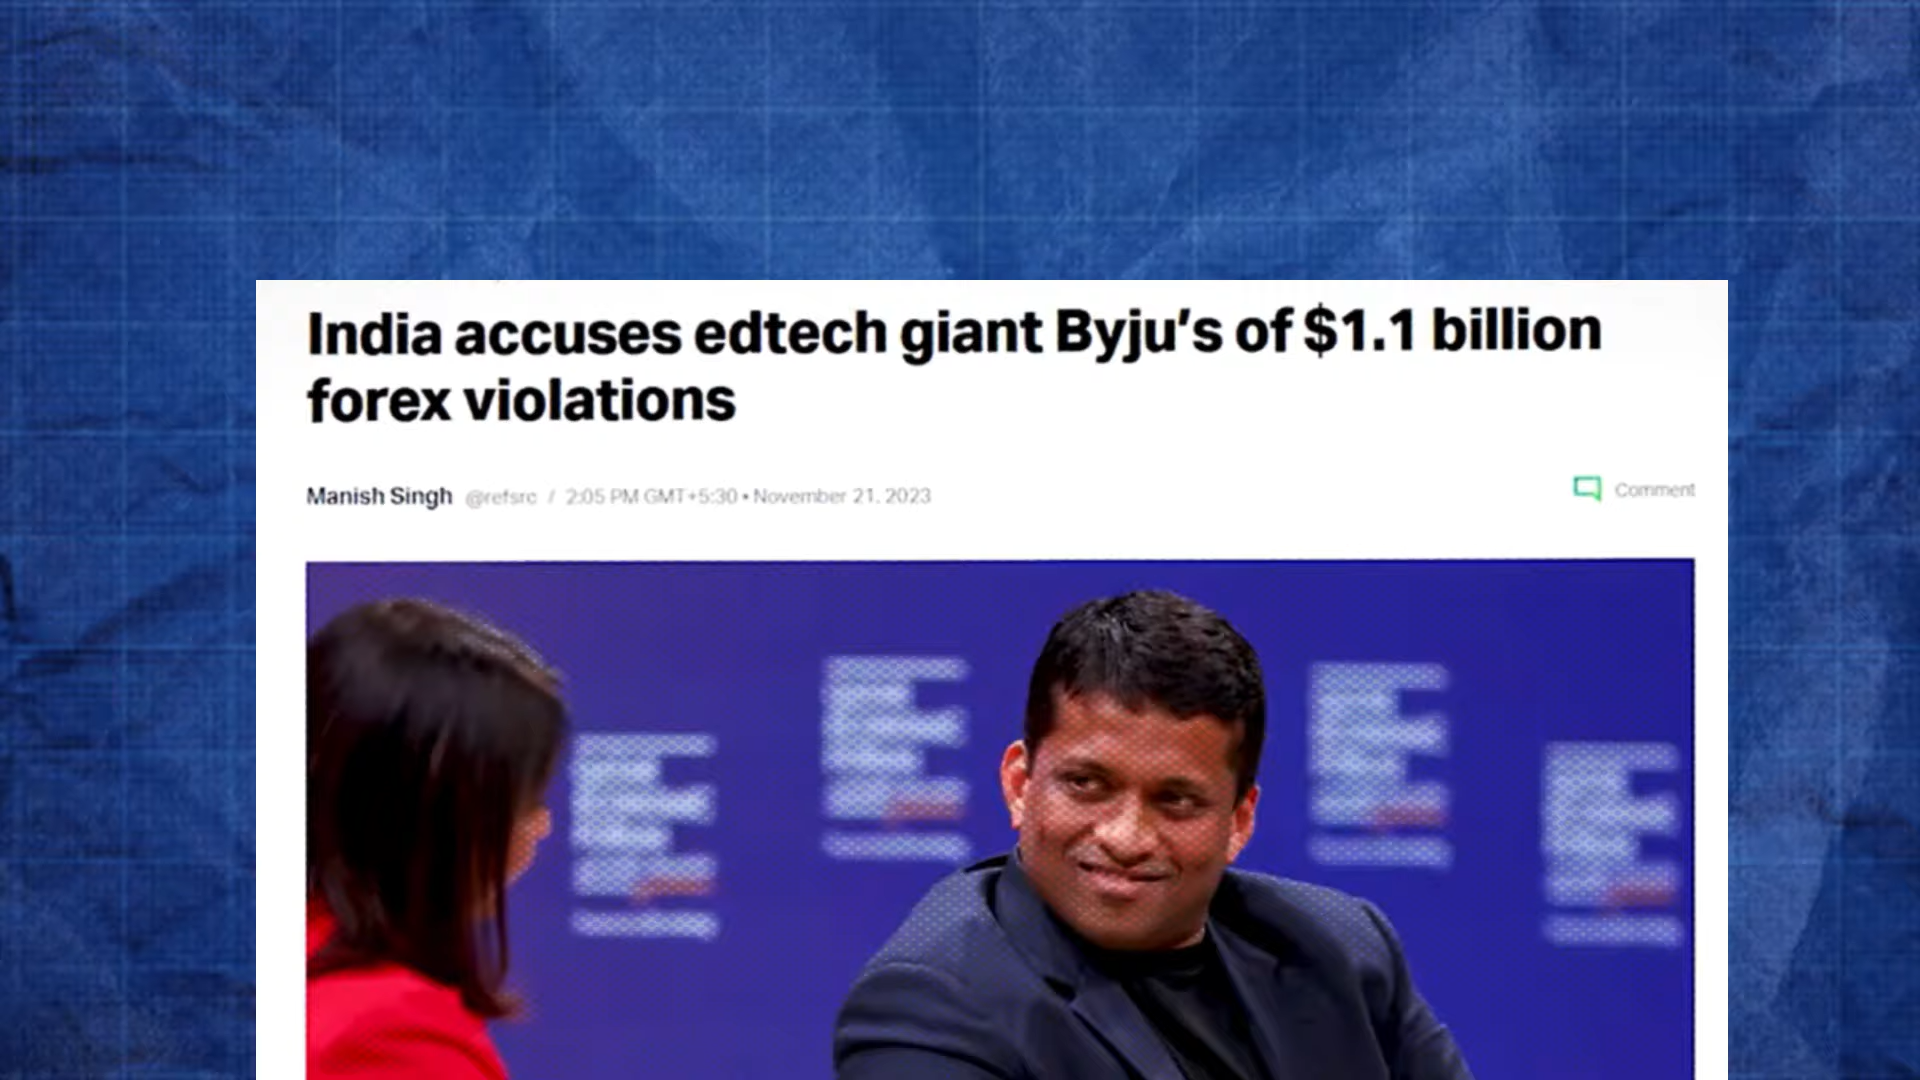 India accuses edtech giant Byju's of $1.1 billion
forex violations
Manish Singh @refsrc / 2:05 PM GMT+5:30 • November 21, 2023
Comment